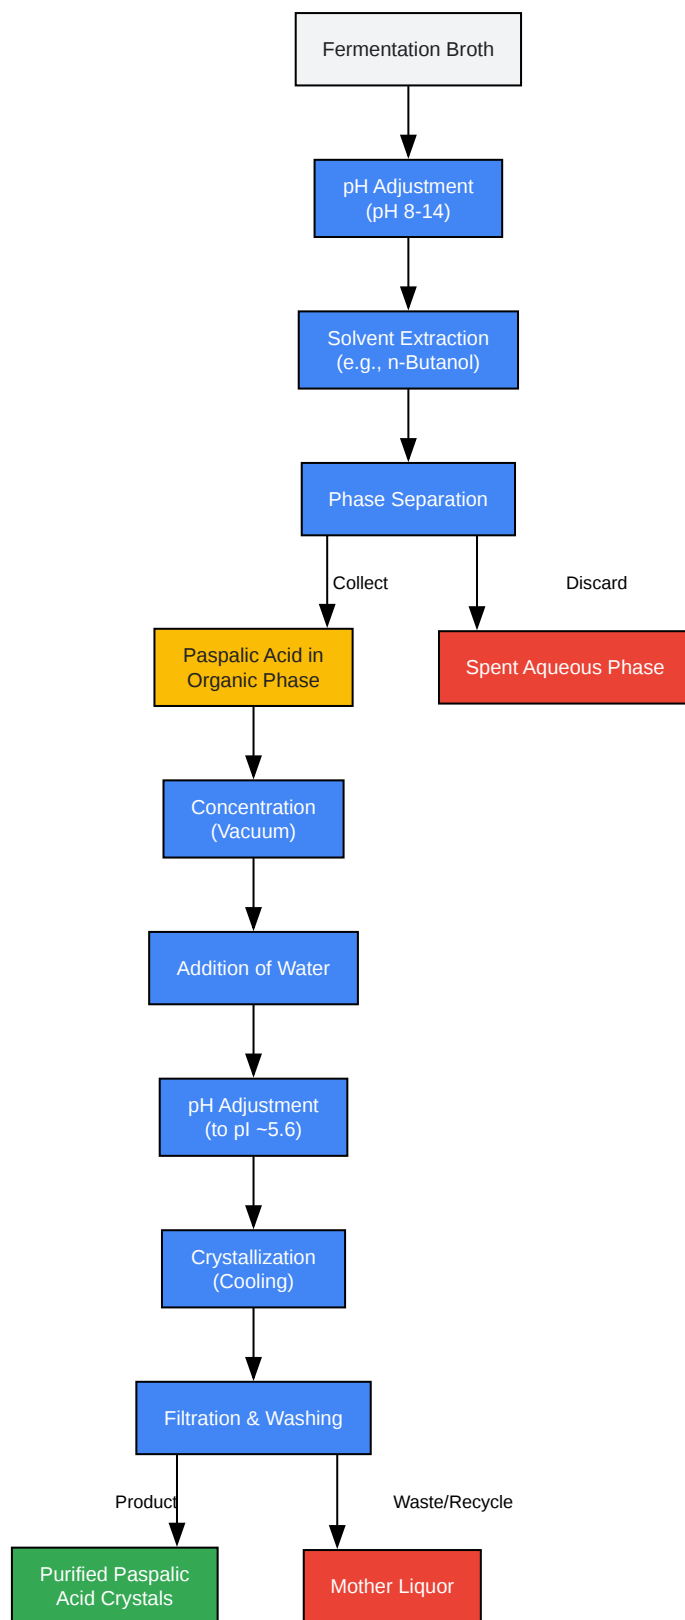 Fermentation Broth
pH Adjustment
(pH 8-14)
Solvent Extraction
(e.g., n-Butanol)
Phase Separation
Collect
Discard
Paspalic Acid in
Organic Phase
Spent Aqueous Phase
Concentration
(Vacuum)
Addition of Water
pH Adjustment
(to pI ~5.6)
Crystallization
(Cooling)
Filtration & Washing
Product
Waste/Recycle
Purified Paspalic
Acid Crystals
Mother Liquor